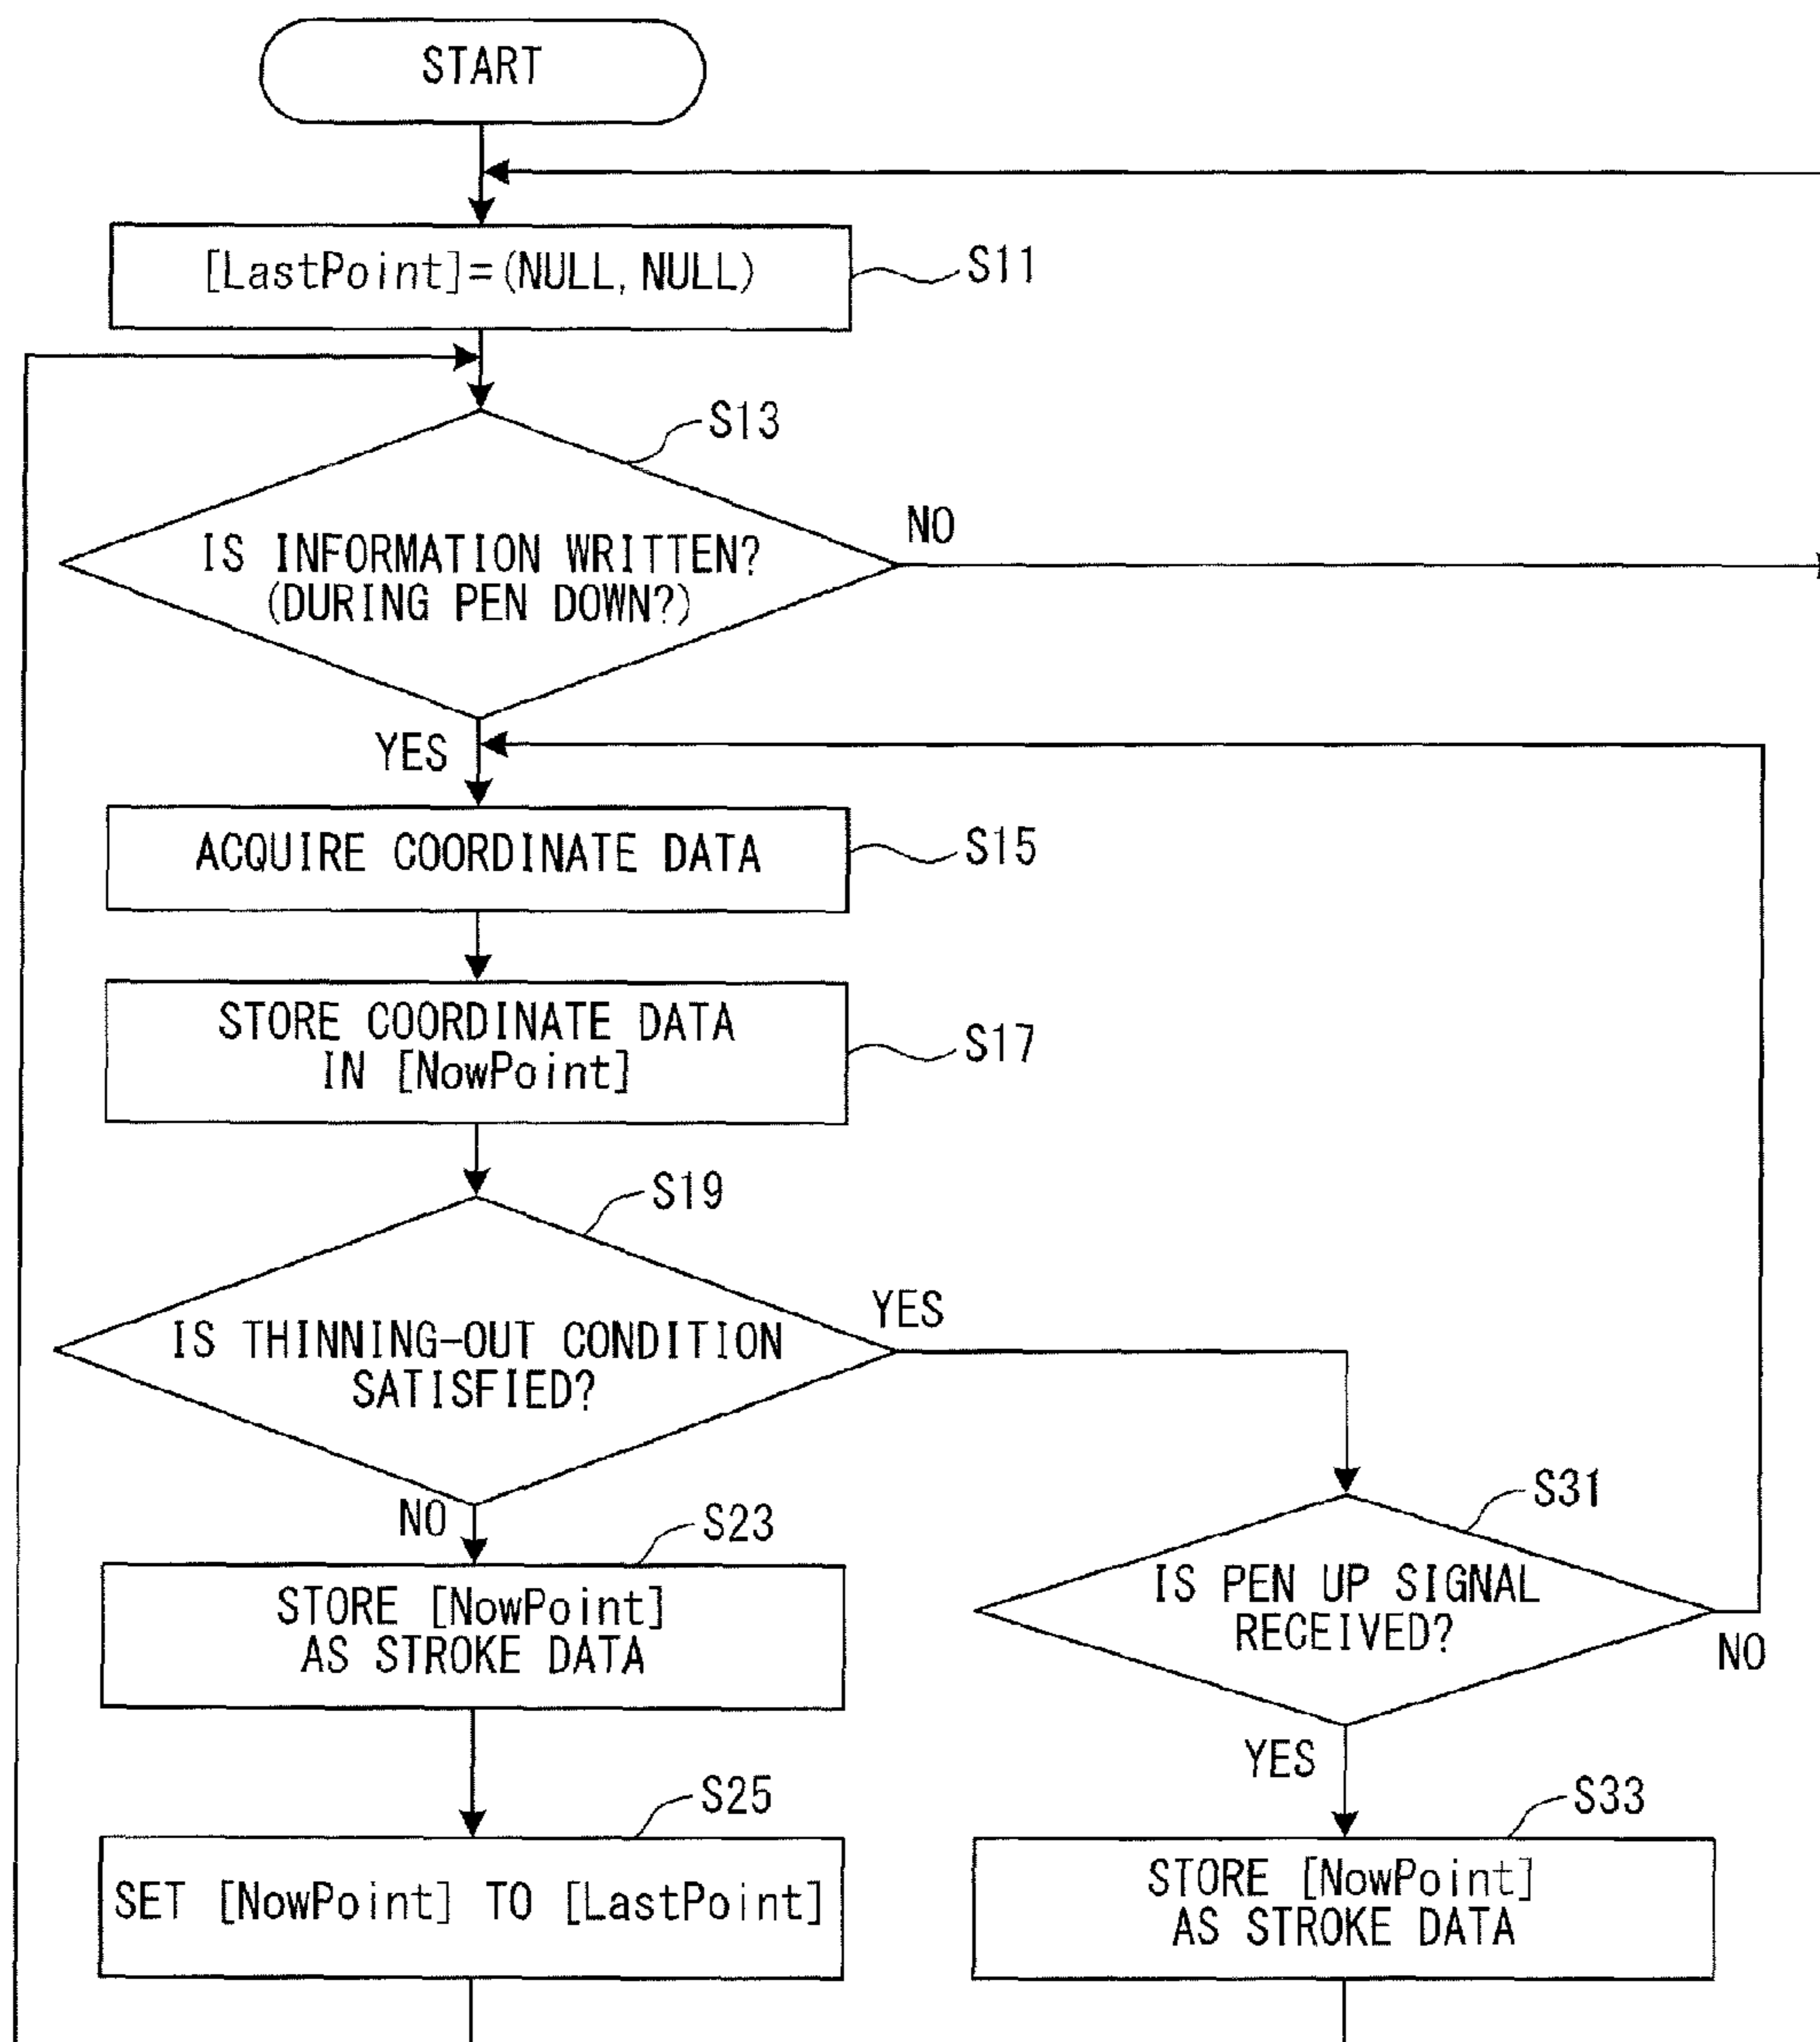 START
[LastPoint]=(NULL, NULL)
S11
S13
IS INFORMATION WRITTEN?
(DURING PEN DOWN?)
NO
YES
ACQUIRE COORDINATE DATA
S15
STORE COORDINATE DATA
IN [NowPoint]
S17
S19
IS THINNING-OUT CONDITION
SATISFIED?
YES
NO
S23
STORE [NowPoint]
AS STROKE DATA
S31
IS PEN UP SIGNAL
RECEIVED?
NO
YES
S25
SET [NowPoint] TO [LastPoint]
S33
STORE [NowPoint]
AS STROKE DATA